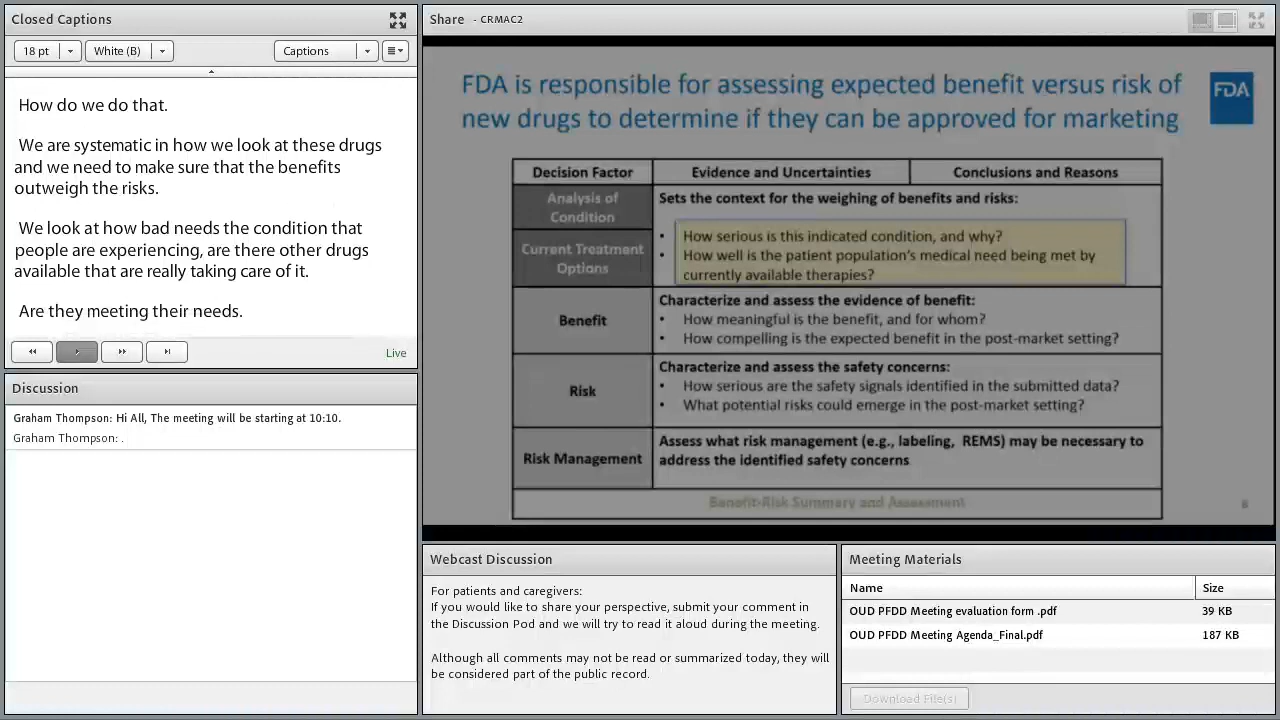 Closed Captions
18 pt
White (B)
Captions
How do we do that.
We are systematic in how we look at these drugs
and we need to make sure that the benefits
outweigh the risks.
We look at how bad needs the condition that
people are experiencing, are there other drugs
available that are really taking care of it.
Are they meeting their needs.
Live
Discussion
Graham Thompson: Hi All, The meeting will be starting at 10:10.
Graham Thompson: .
Share - CRMAC2
FDA is responsible for assessing expected benefit versus risk of
new drugs to determine if they can be approved for marketing
FDA
Decision Factor
Evidence and Uncertainties
Conclusions and Reasons
Analysis of
Condition
Current Treatment
Options
Sets the context for the weighing of benefits and risks:
• How serious is this indicated condition, and why?
• How well is the patient population's medical need being met by
currently available therapies?
Benefit
Characterize and assess the evidence of benefit:
• How meaningful is the benefit, and for whom?
• How compelling is the expected benefit in the post-market setting?
Risk
Characterize and assess the safety concerns:
• How serious are the safety signals identified in the submitted data?
• What potential risks could emerge in the post-market setting?
Risk Management
Assess what risk management (e.g., labeling, REMS) may be necessary to
address the identified safety concerns
Benefit-Risk Summary and Assessment
Webcast Discussion
For patients and caregivers:
If you would like to share your perspective, submit your comment in
the Discussion Pod and we will try to read it aloud during the meeting.
Although all comments may not be read or summarized today, they will
be considered part of the public record.
Meeting Materials
Name
Size
OUD PFDD Meeting evaluation form .pdf
39 KB
OUD PFDD Meeting Agenda_Final.pdf
187 KB
Download File(s)